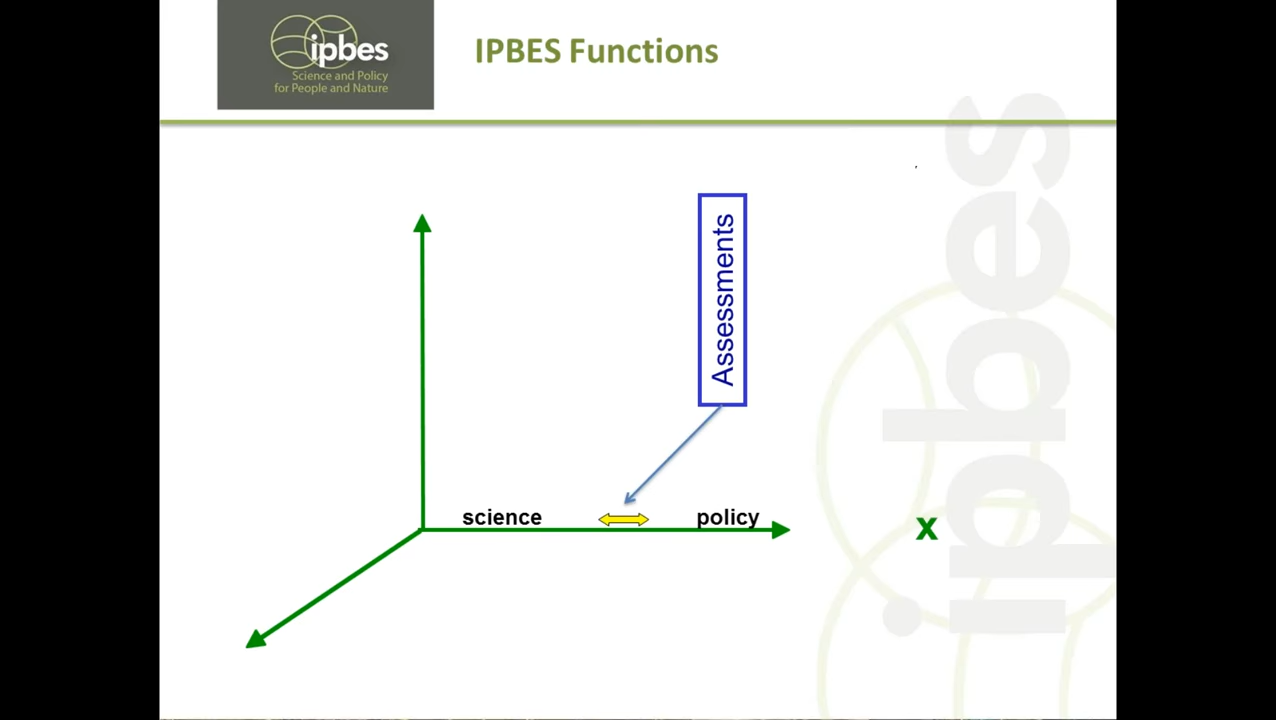 ipbes
Science and Policy
for People and Nature
IPBES Functions
Assessments
science
policy
x
ipbes